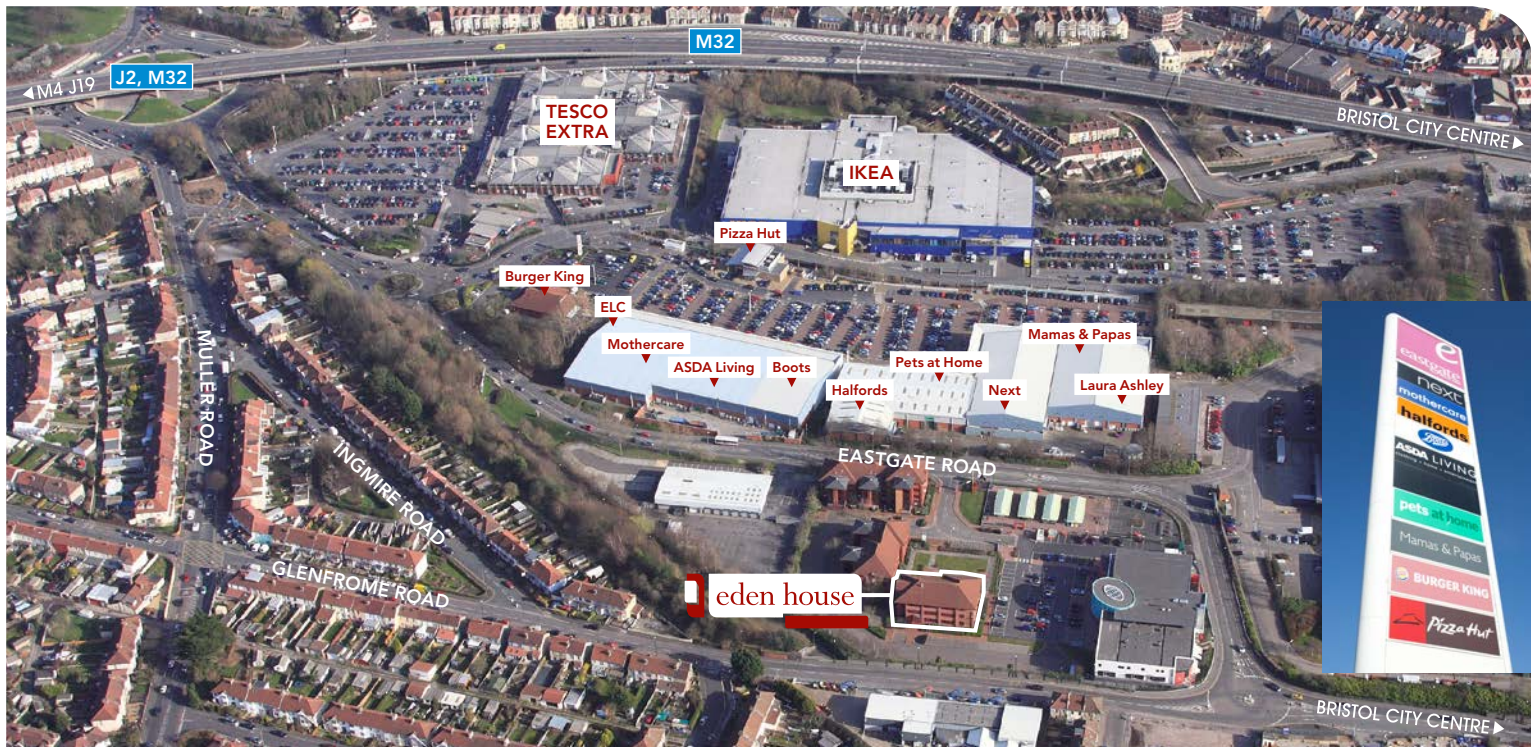 M32
J2, M32
M4 J19
TESCO
EXTRA
BRISTOL CITY CENTRE
IKEA
Pizza Hut
Burger King
ELC
Mothercare
ASDA Living
Boots
Halfords
Pets at Home
Next
Mamas & Papas
Laura Ashley
MULLER ROAD
INGMIRE ROAD
GLENFROME ROAD
EASTGATE ROAD
eden house
BRISTOL CITY CENTRE
e
eastgate
next
mothercare
halfords
Boots
ASDA LIVING
pets at home
Mamas & Papas
BURGER KING
Pizza Hut